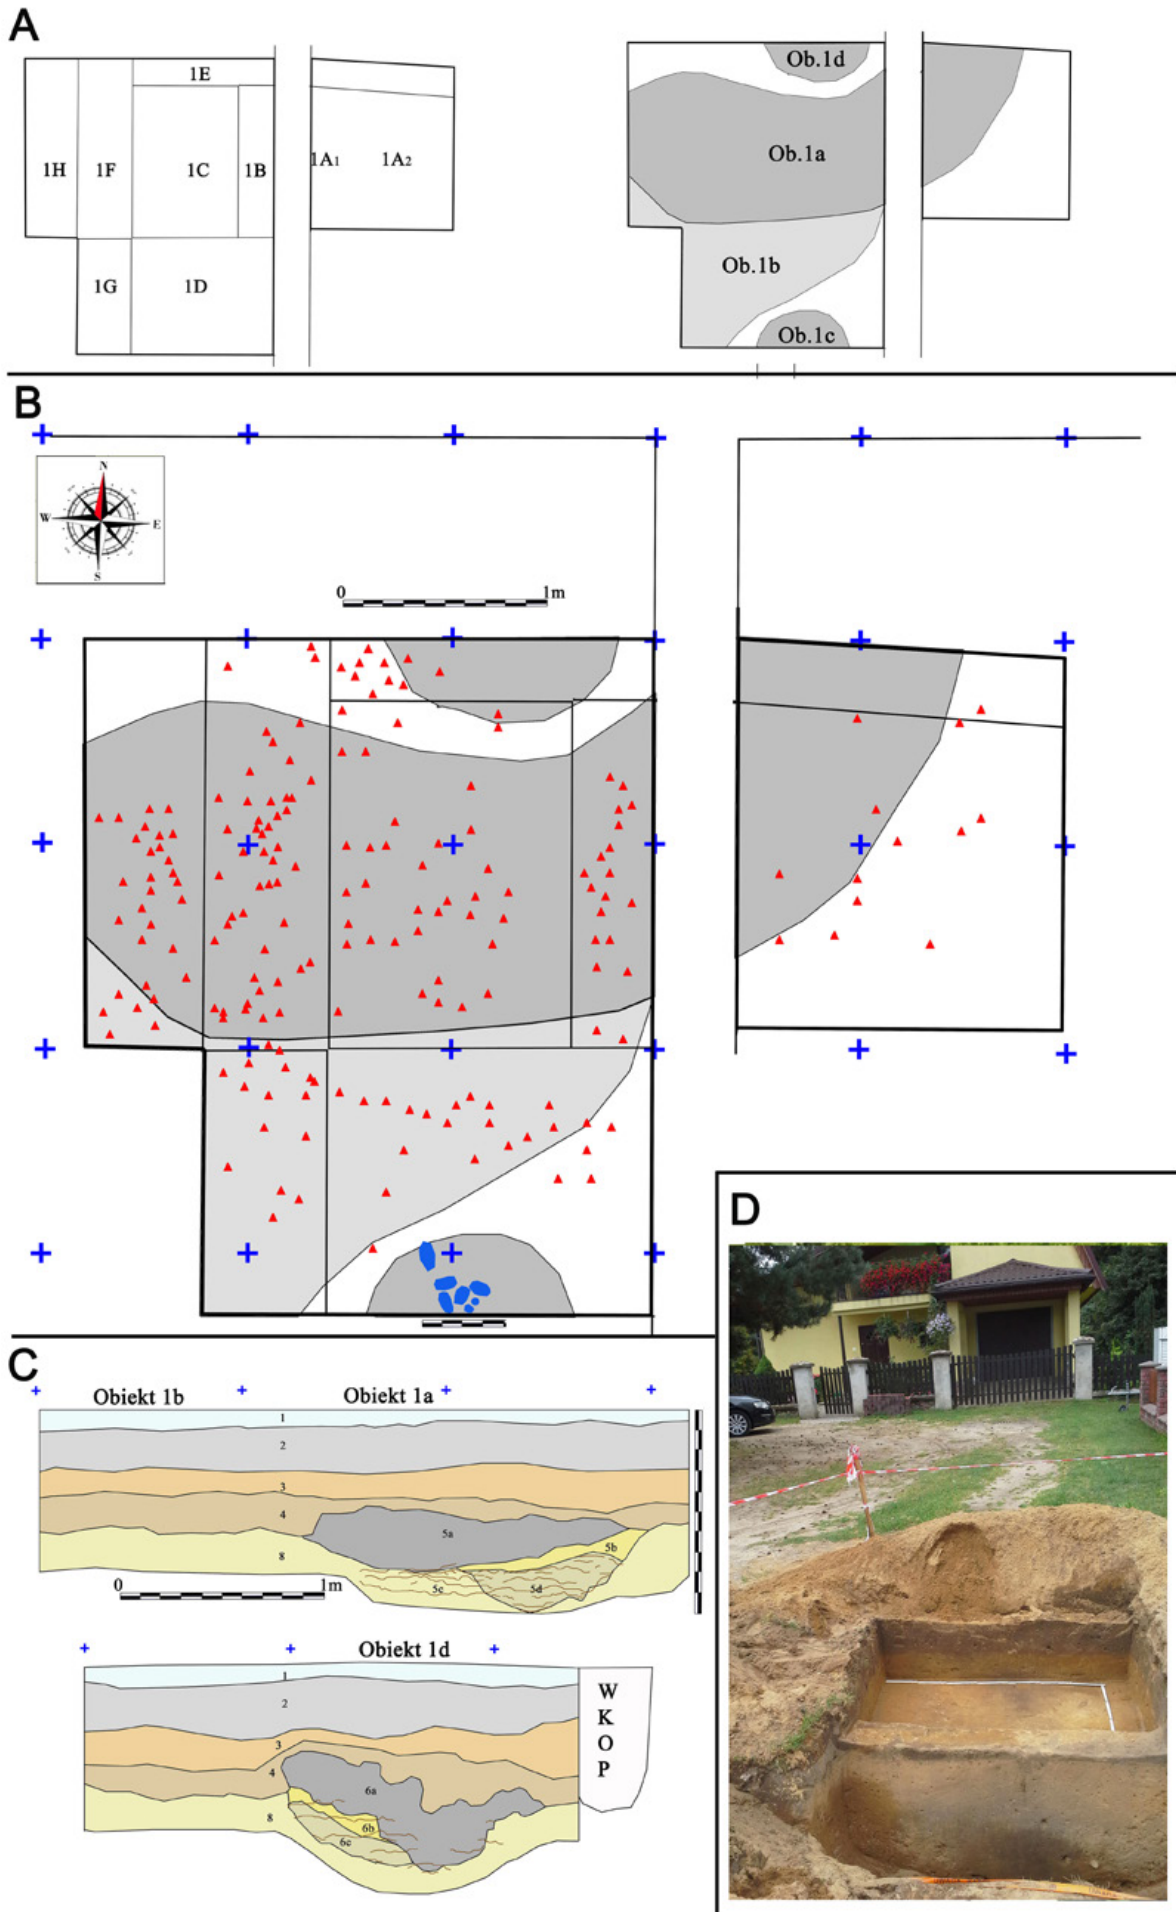 A
1E
1H 1F 1C 1B
1A1 1A2
1G 1D
Ob.1d
Ob.1a
Ob.1b
Ob.1c
B
N
W E
S
0 1m
C
Obiekt 1b Obiekt 1a
1
2
3
4
5a
5b
8
5c 5d
0 1m
Obiekt 1d
1
2
3
4
6a
6b
8
6c
W
K
O
P
D